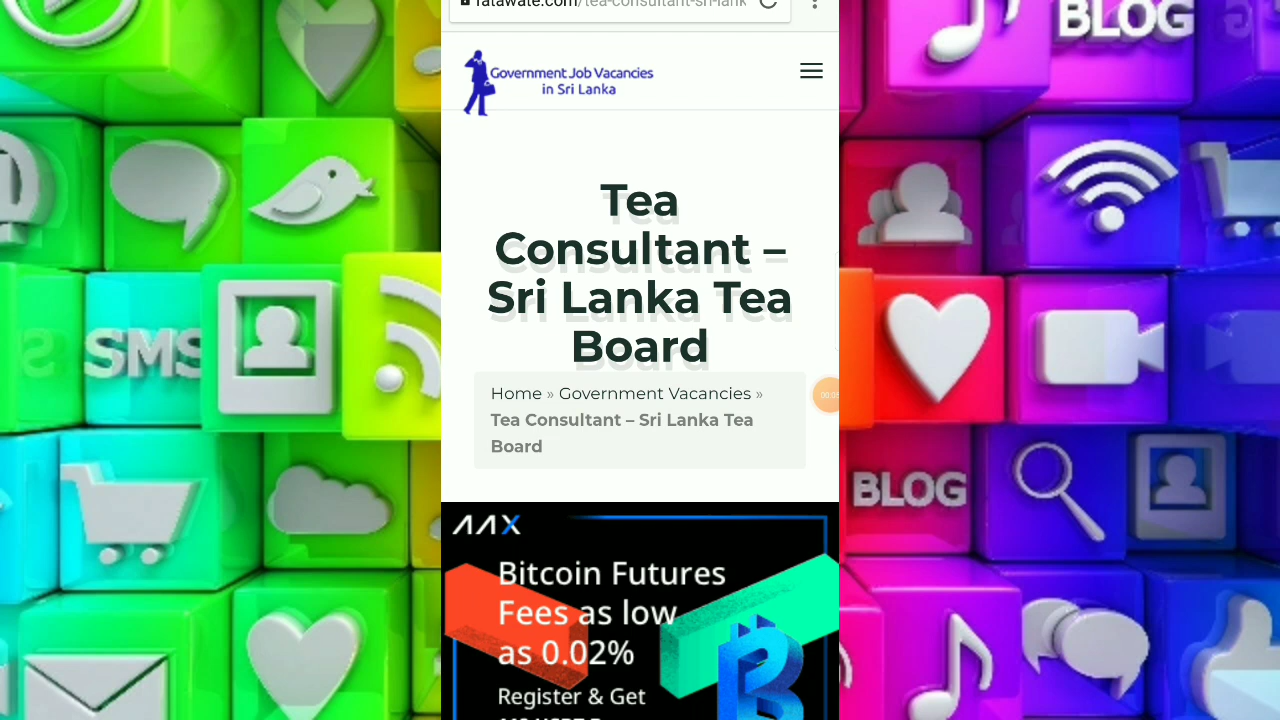 BLOG
ratawate.com/tea-consultant-sri-lank
Government Job Vacancies
in Sri Lanka
Tea
Consultant –
Sri Lanka Tea
Board
Home » Government Vacancies »
Tea Consultant – Sri Lanka Tea
Board
SMS
BLOG
AAX
Bitcoin Futures
Fees as low
as 0.02%
Register & Get